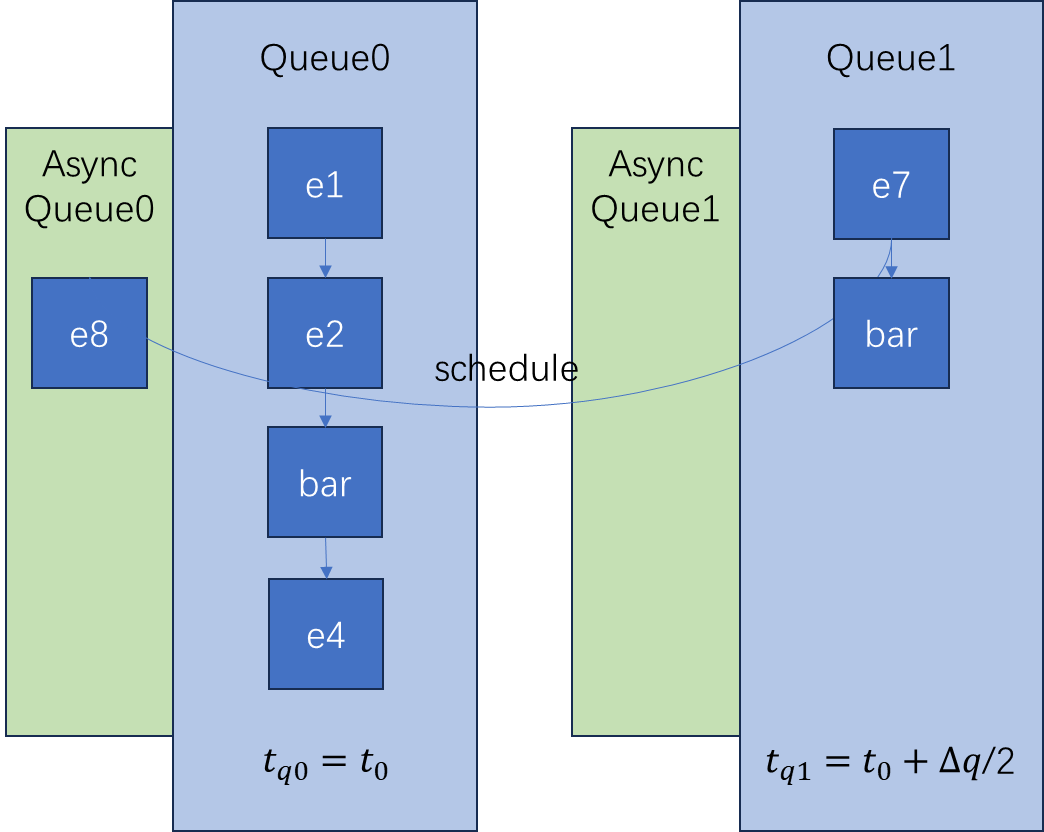 Queue0
Async
Queue0
e1
e8
e2
bar
e4
t_{q0} = t_0
schedule
Queue1
Async
Queue1
e7
bar
t_{q1} = t_0 + Δq/2